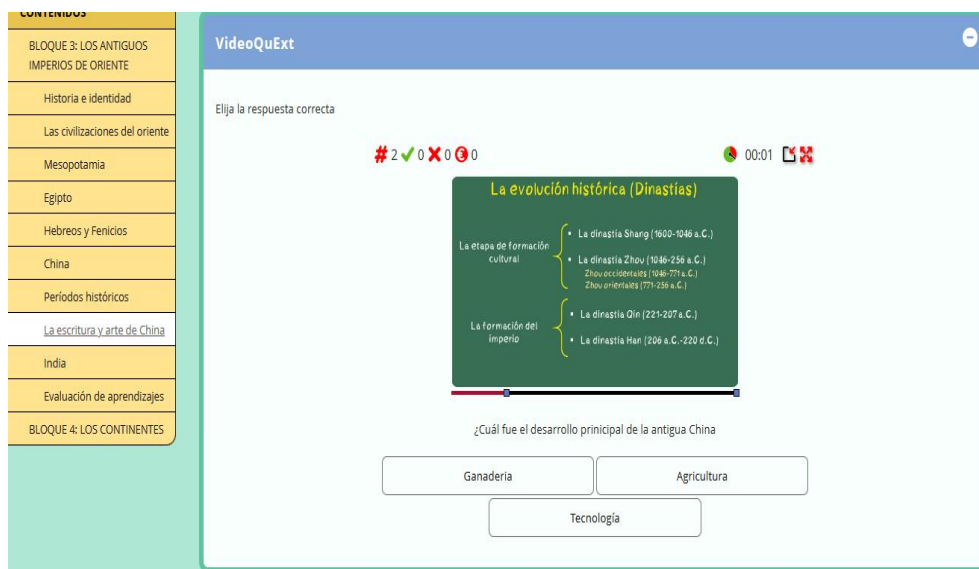 CONTENIDOS
BLOQUE 3: LOS ANTIGUOS
IMPERIOS DE ORIENTE
Historia e identidad
Las civilizaciones del oriente
Mesopotamia
Egipto
Hebreos y Fenicios
China
Períodos históricos
La escritura y arte de China
India
Evaluación de aprendizajes
BLOQUE 4: LOS CONTINENTES
VideoQuExt
Elija la respuesta correcta
# 2 0 0 0
00:01
La evolución histórica (Dinastías)
La etapa de formación
cultural
• La dinastía Shang (1600-1046 a.C.)
• La dinastía Zhou (1046-256 a.C.)
Zhou occidentales (1046-771 a.C.)
Zhou orientales (771-256 a.C.)
La formación del
imperio
• La dinastía Qin (221-207 a.C.)
• La dinastía Han (206 a.C.-220 d.C.)
¿Cuál fue el desarrollo prinicipal de la antigua China
Ganaderia
Agricultura
Tecnología